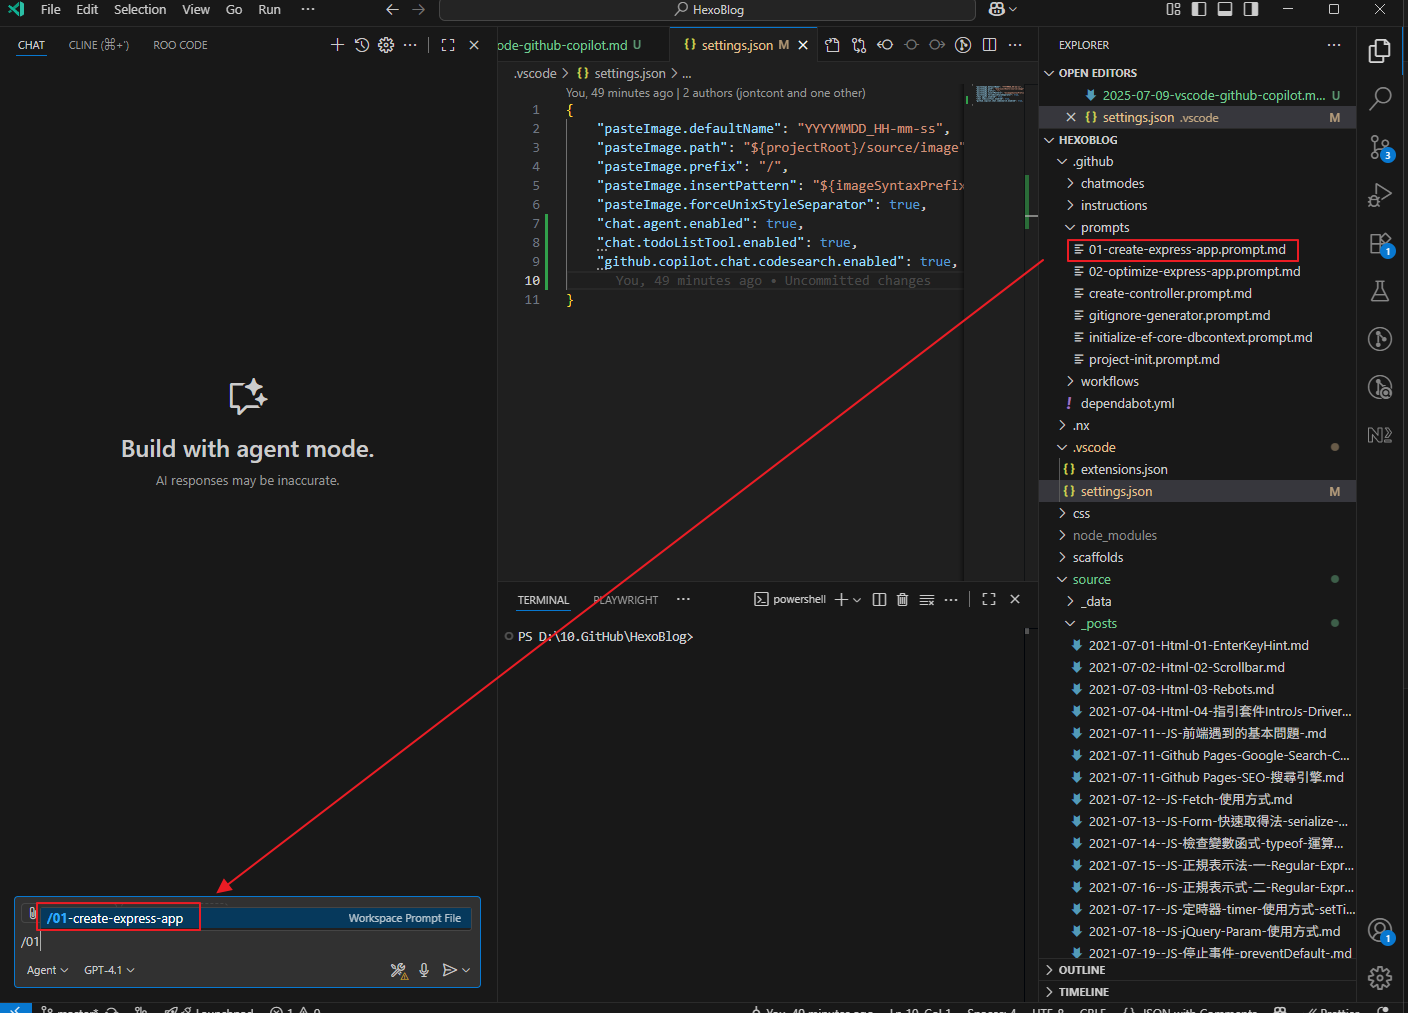 File Edit Selection View Go Run ··· HexoBlog
CHAT CLINE (⌘+') ROO CODE
Build with agent mode.
AI responses may be inaccurate.
/01-create-express-app Workspace Prompt File
/01
Agent GPT-4.1
ode-github-copilot.md U {} settings.json M
.vscode > {} settings.json > ...
You, 49 minutes ago | 2 authors (jontcont and one other)
1 {
2 "pasteImage.defaultName": "YYYYMMDD_HH-mm-ss",
3 "pasteImage.path": "${projectRoot}/source/image"
4 "pasteImage.prefix": "/",
5 "pasteImage.insertPattern": "${imageSyntaxPrefix
6 "pasteImage.forceUnixStyleSeparator": true,
7 "chat.agent.enabled": true,
8 "chat.todoListTool.enabled": true,
9 "github.copilot.chat.codesearch.enabled": true,
10 You, 49 minutes ago • Uncommitted changes
11 }
TERMINAL PLAYWRIGHT ··· powershell
PS D:\10.GitHub\HexoBlog>
EXPLORER
OPEN EDITORS
2025-07-09-vscode-github-copilot.m... U
{} settings.json .vscode M
HEXOBLOG
.github
chatmodes
instructions
prompts
01-create-express-app.prompt.md
02-optimize-express-app.prompt.md
create-controller.prompt.md
gitignore-generator.prompt.md
initialize-ef-core-dbcontext.prompt.md
project-init.prompt.md
workflows
! dependabot.yml
.nx
.vscode
{} extensions.json
{} settings.json M
css
node_modules
scaffolds
source
_data
_posts
2021-07-01-Html-01-EnterKeyHint.md
2021-07-02-Html-02-Scrollbar.md
2021-07-03-Html-03-Rebots.md
2021-07-04-Html-04-指引套件IntroJs-Driver...
2021-07-11--JS-前端遇到的基本問題-.md
2021-07-11-Github Pages-Google-Search-C...
2021-07-11-Github Pages-SEO-搜尋引擎.md
2021-07-12--JS-Fetch-使用方式.md
2021-07-13--JS-Form-快速取得法-serialize-...
2021-07-14--JS-檢查變數函式-typeof-運算...
2021-07-15--JS-正規表示法-一-Regular-Expr...
2021-07-16--JS-正規表示式-二-Regular-Expr...
2021-07-17--JS-定時器-timer-使用方式-setTi...
2021-07-18--JS-jQuery-Param-使用方式.md
2021-07-19--JS-停止事件-preventDefault-.md
OUTLINE
TIMELINE
3
1
1